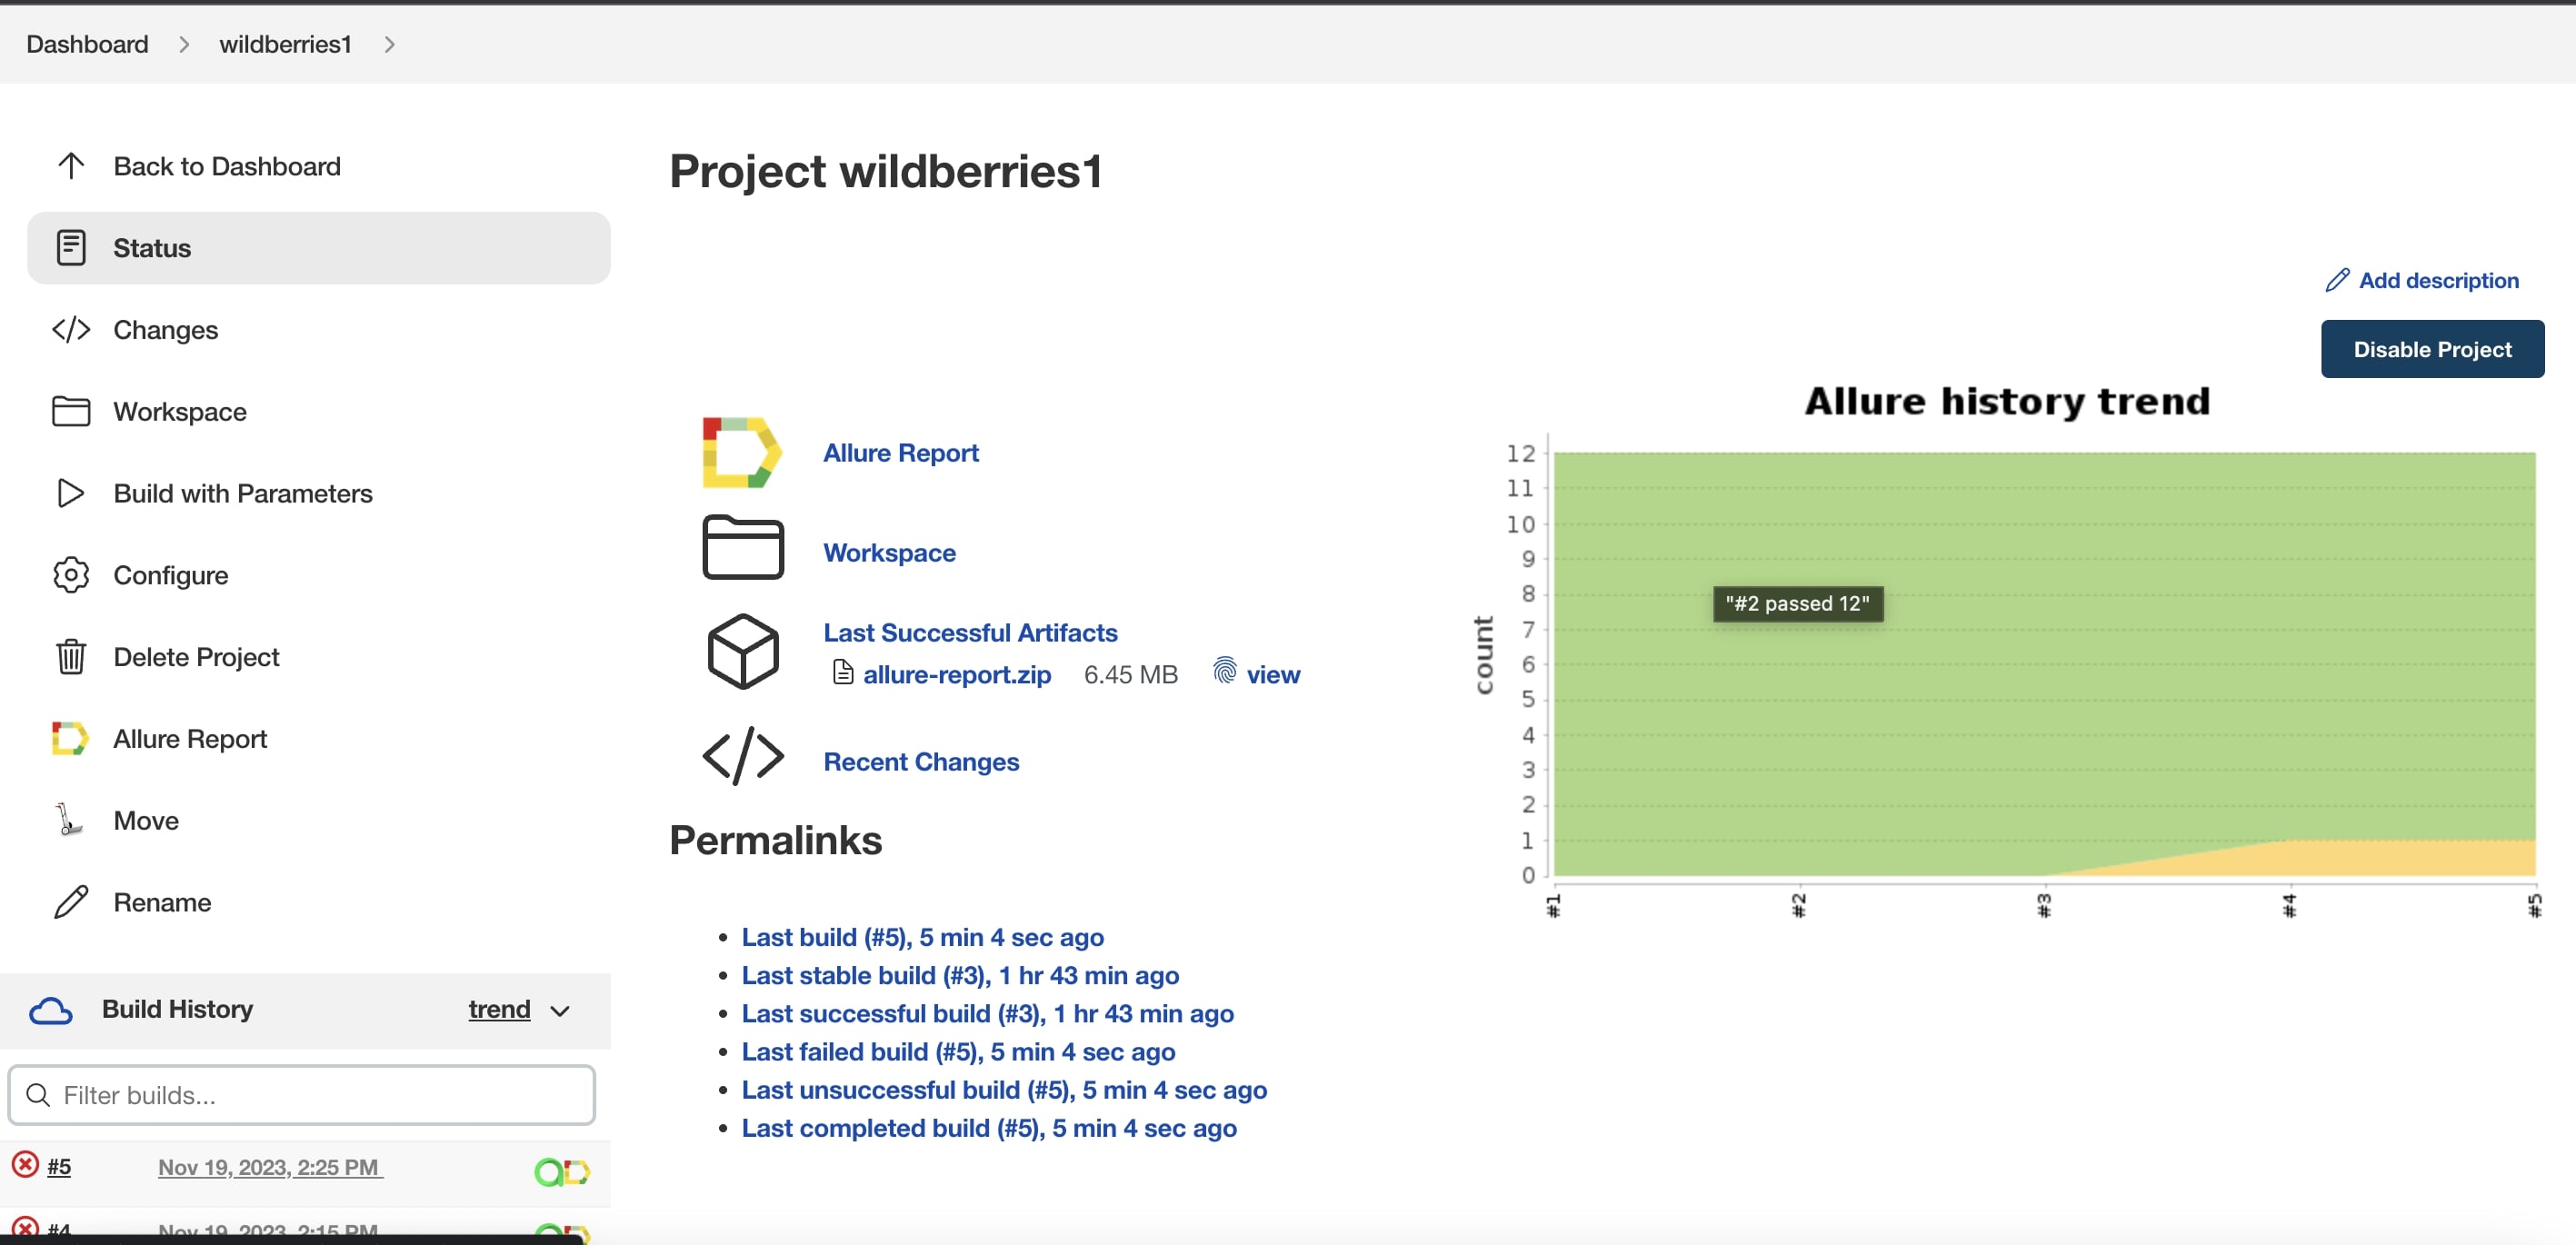 Dashboard > wildberries1 >
Back to Dashboard
Status
Changes
Workspace
Build with Parameters
Configure
Delete Project
Allure Report
Move
Rename
Build History trend
Filter builds...
#5 Nov 19, 2023, 2:25 PM
#4 Nov 19, 2023, 2:15 PM
Project wildberries1
Add description
Disable Project
Allure Report
Workspace
Last Successful Artifacts
allure-report.zip 6.45 MB view
Recent Changes
Permalinks
Last build (#5), 5 min 4 sec ago
Last stable build (#3), 1 hr 43 min ago
Last successful build (#3), 1 hr 43 min ago
Last failed build (#5), 5 min 4 sec ago
Last unsuccessful build (#5), 5 min 4 sec ago
Last completed build (#5), 5 min 4 sec ago
Allure history trend
count
12
11
10
9
8
7
6
5
4
3
2
1
0
"#2 passed 12"
#1 #2 #3 #4 #5